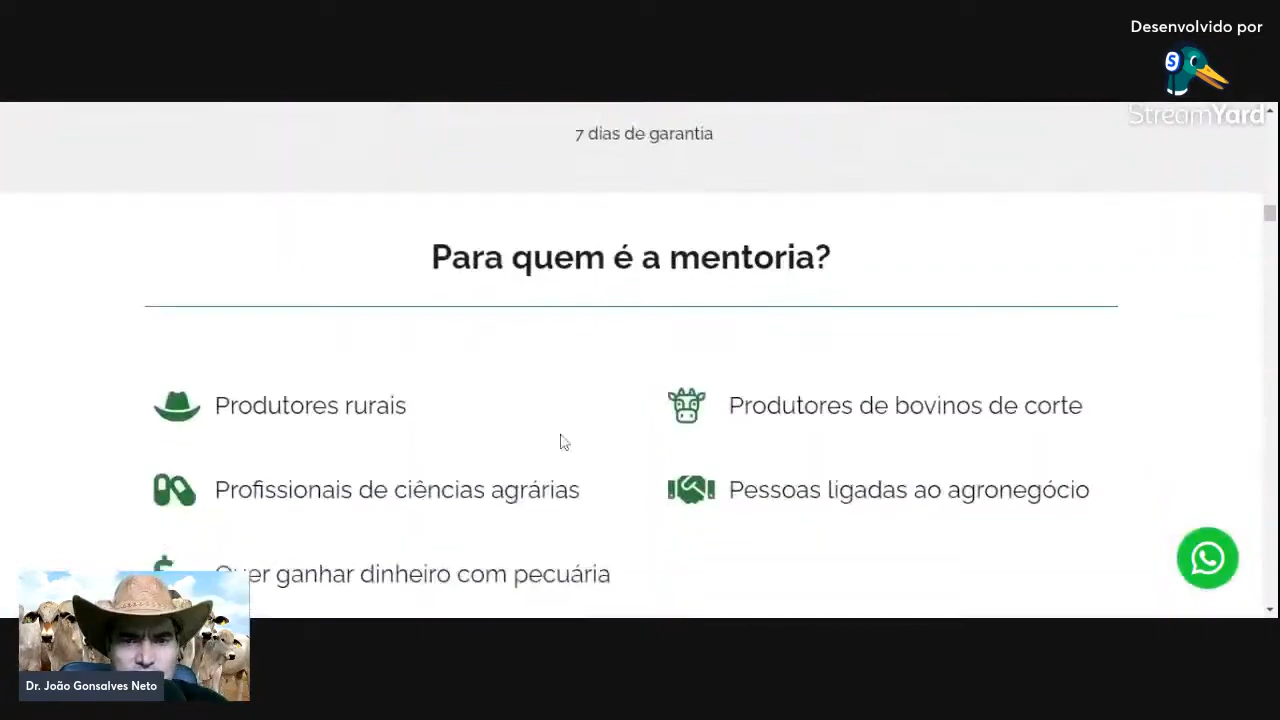 Desenvolvido por
StreamYard
7 dias de garantia
Para quem é a mentoria?
Produtores rurais
Produtores de bovinos de corte
Profissionais de ciências agrárias
Pessoas ligadas ao agronegócio
Quer ganhar dinheiro com pecuária
Dr. João Gonsalves Neto